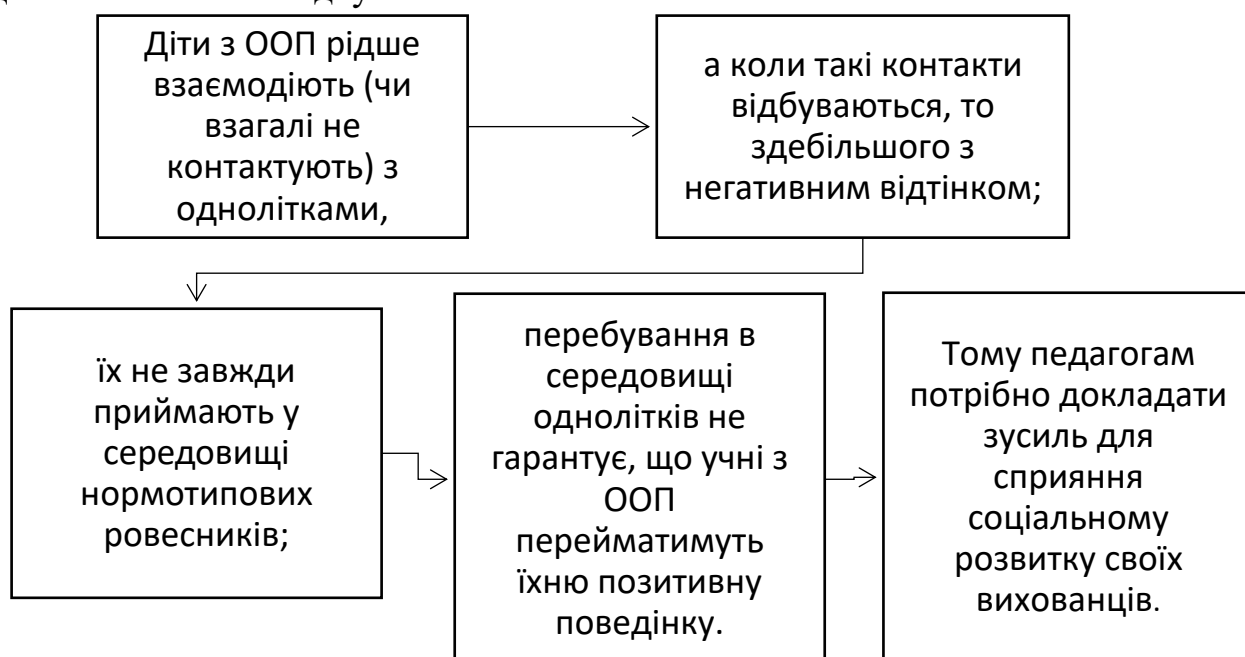 Діти з ООП рідше
взаємодіють (чи
взагалі не
контактують) з
однолітками,
а коли такі контакти
відбуваються, то
здебільшого з
негативним відтінком;
їх не завжди
приймають у
середовищі
нормотипових
ровесників;
перебування в
середовищі
однолітків не
гарантує, що учні з
ООП
перейматимуть
їхню позитивну
поведінку.
Тому педагогам
потрібно докладати
зусиль для
сприяння
соціальному
розвитку своїх
вихованців.